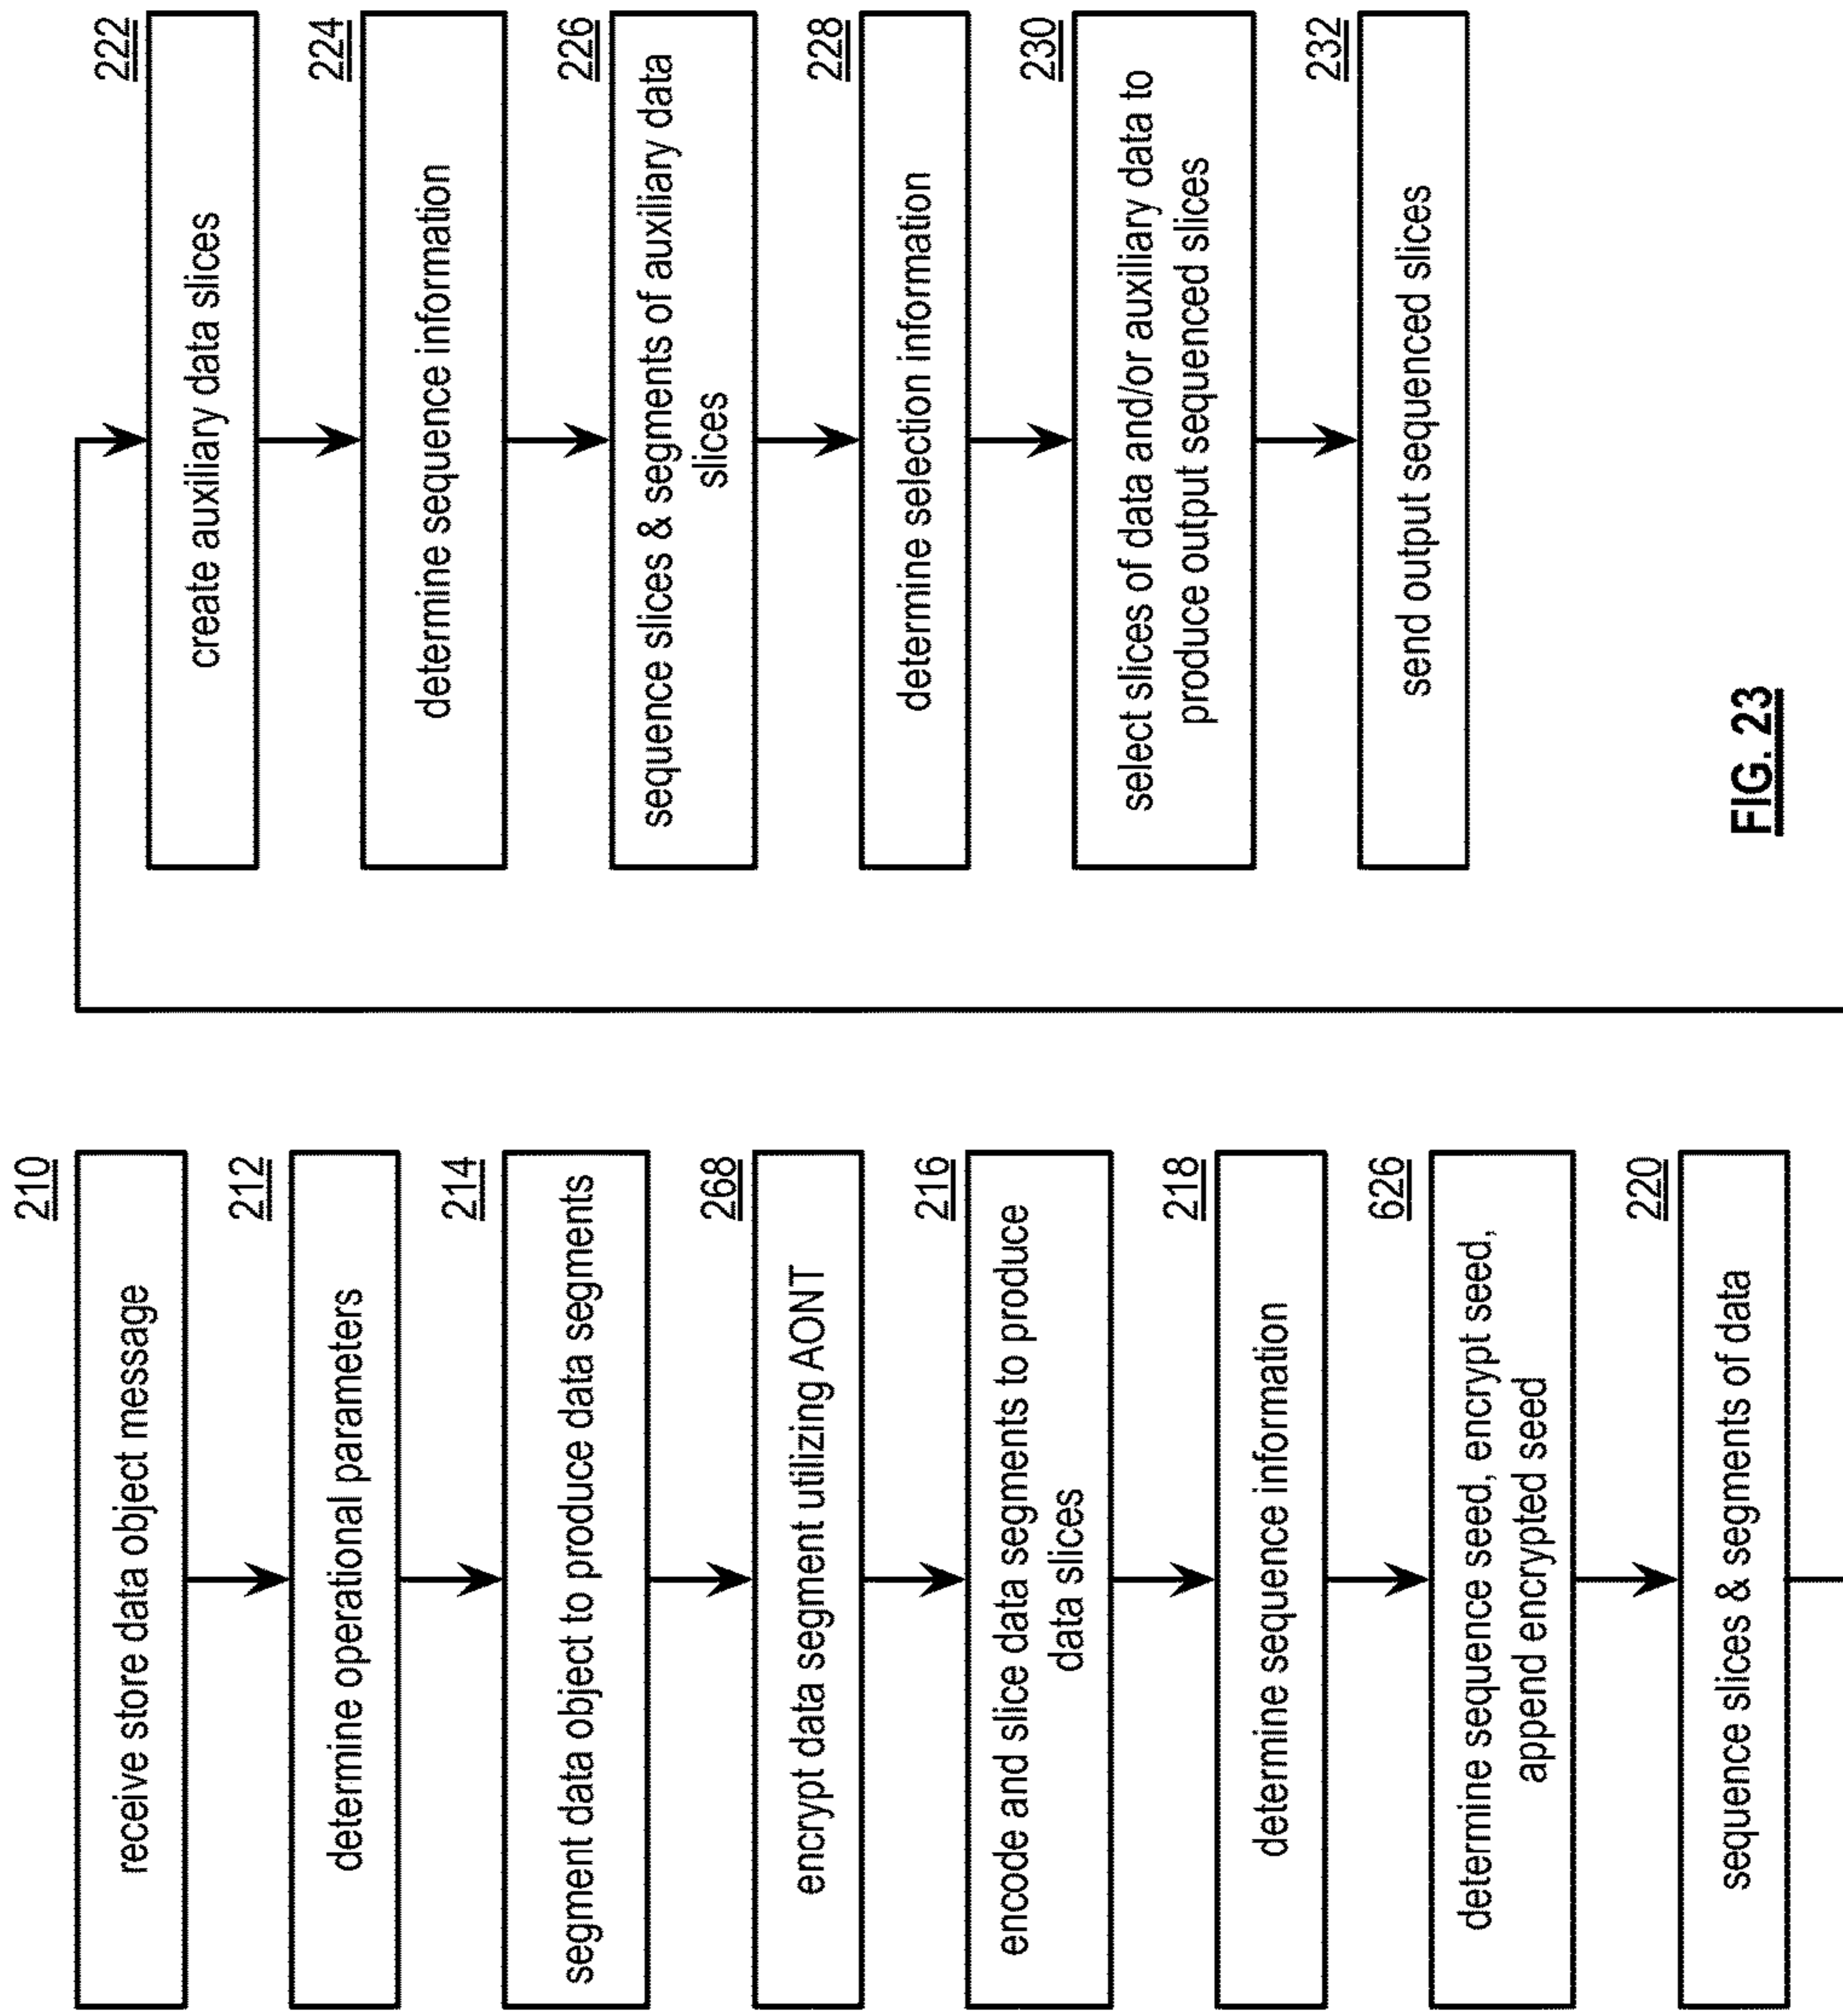 210
receive store data object message
212
determine operational parameters
214
segment data object to produce data segments
268
encrypt data segment utilizing AONT
216
encode and slice data segments to produce
data slices
218
determine sequence information
626
determine sequence seed, encrypt seed,
append encrypted seed
220
sequence slices & segments of data
222
create auxiliary data slices
224
determine sequence information
226
sequence slices & segments of auxiliary data
slices
228
determine selection information
230
select slices of data and/or auxiliary data to
produce output sequenced slices
232
send output sequenced slices
FIG. 23